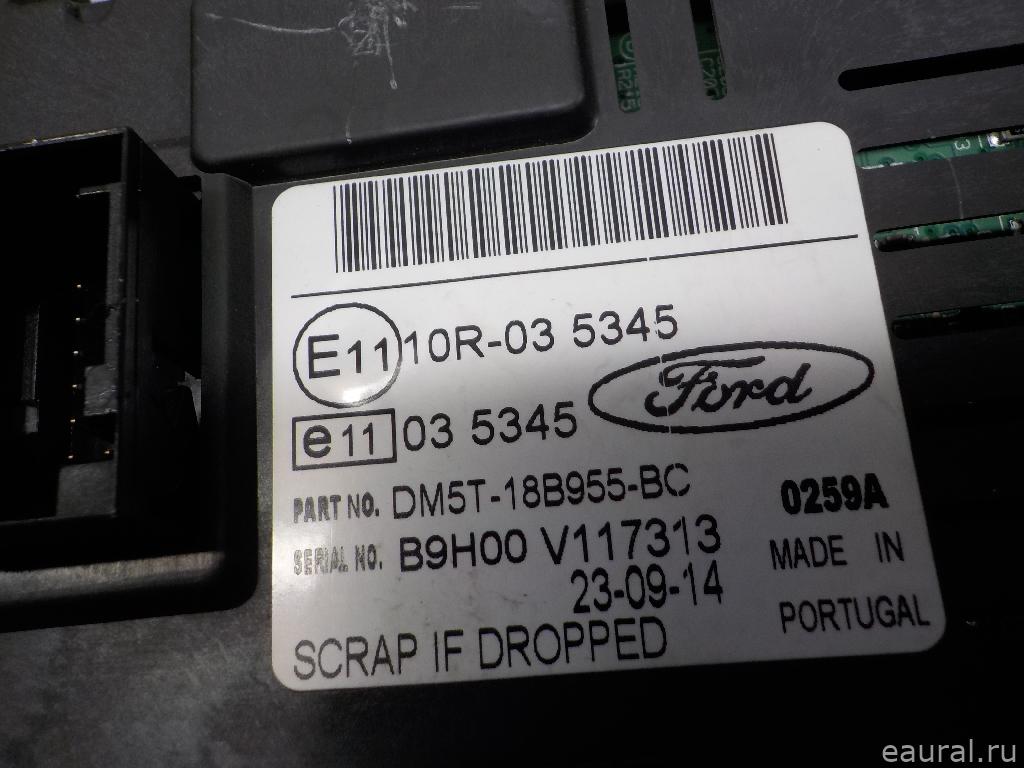 E11 10R-03 5345
Ford
e11 03 5345
PART NO. DM5T-18B955-BC
0259A
SERIAL NO. B9H00 V117313
MADE IN
23-09-14
PORTUGAL
SCRAP IF DROPPED
eaural.ru